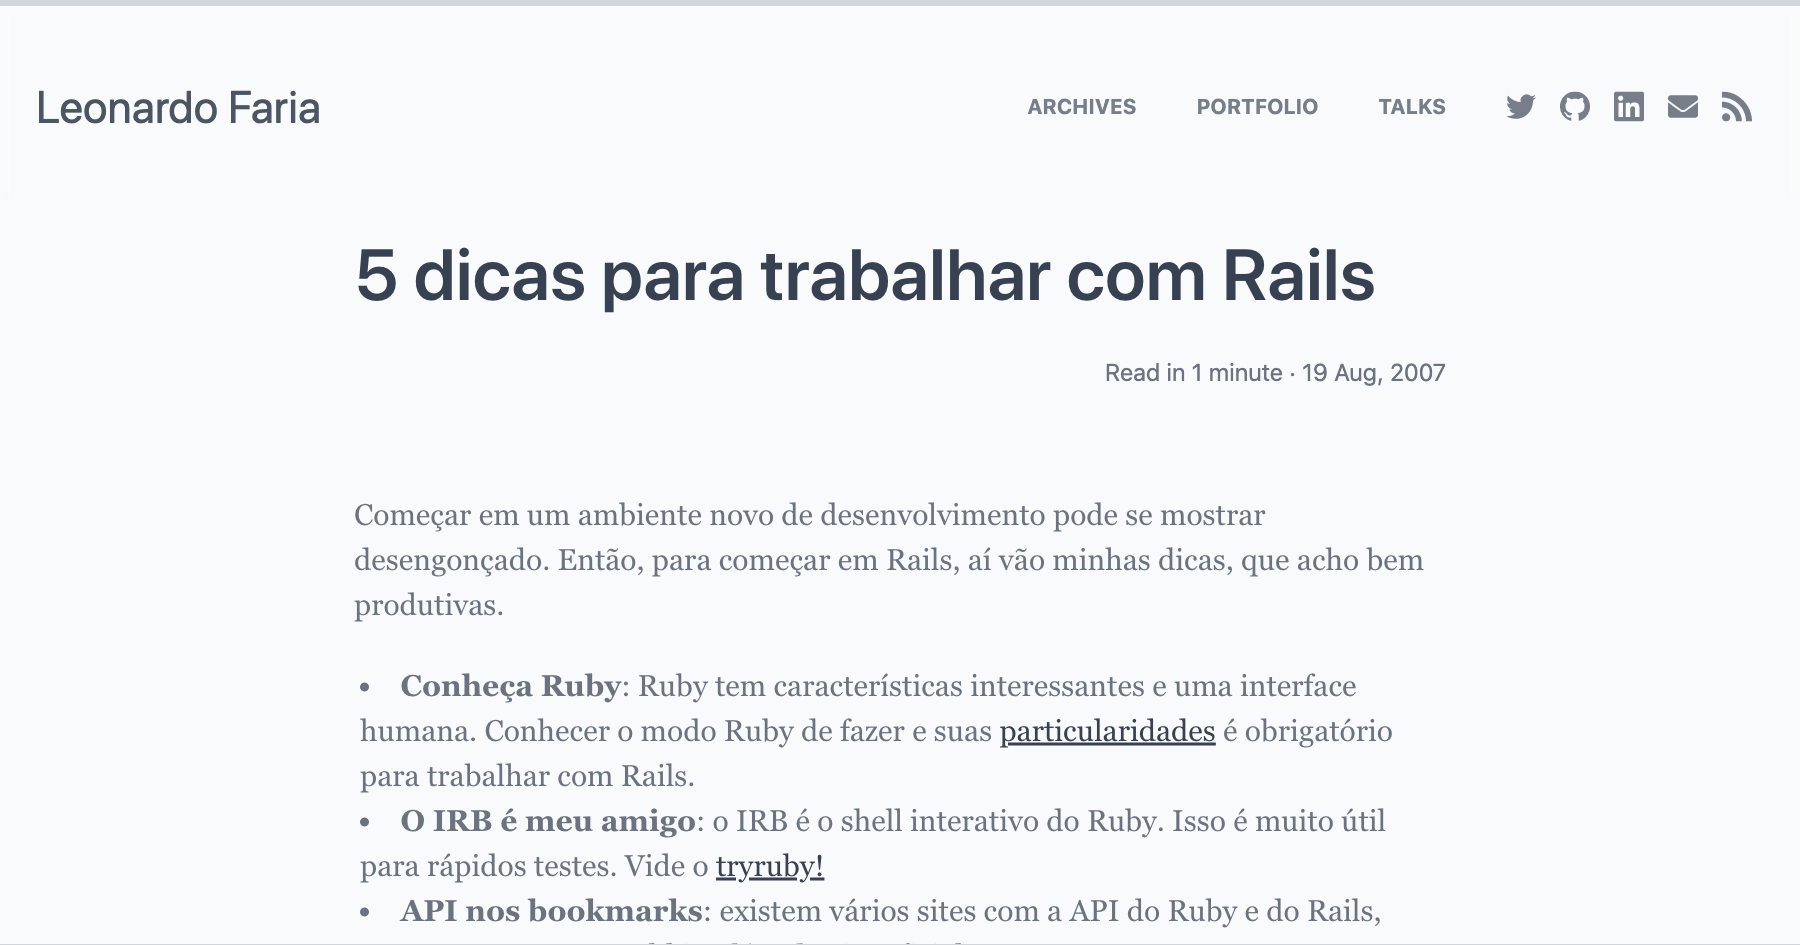 Leonardo Faria
ARCHIVES PORTFOLIO TALKS
5 dicas para trabalhar com Rails
Read in 1 minute · 19 Aug, 2007
Começar em um ambiente novo de desenvolvimento pode se mostrar
desengonçado. Então, para começar em Rails, aí vão minhas dicas, que acho bem
produtivas.
• Conheça Ruby: Ruby tem características interessantes e uma interface
humana. Conhecer o modo Ruby de fazer e suas particularidades é obrigatório
para trabalhar com Rails.
• O IRB é meu amigo: o IRB é o shell interativo do Ruby. Isso é muito útil
para rápidos testes. Vide o tryruby!
• API nos bookmarks: existem vários sites com a API do Ruby e do Rails,